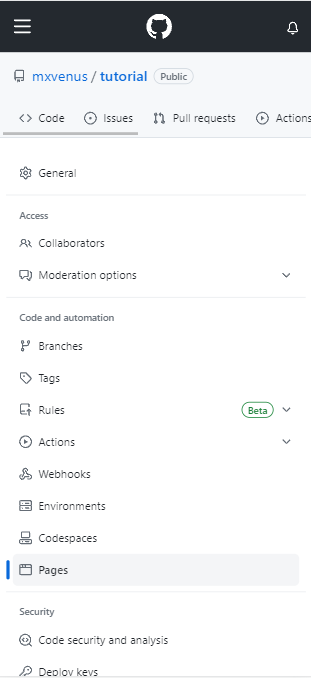 mxvenus / tutorial Public
Code Issues Pull requests Actions
General
Access
Collaborators
Moderation options
Code and automation
Branches
Tags
Rules Beta
Actions
Webhooks
Environments
Codespaces
Pages
Security
Code security and analysis
Deploy keys